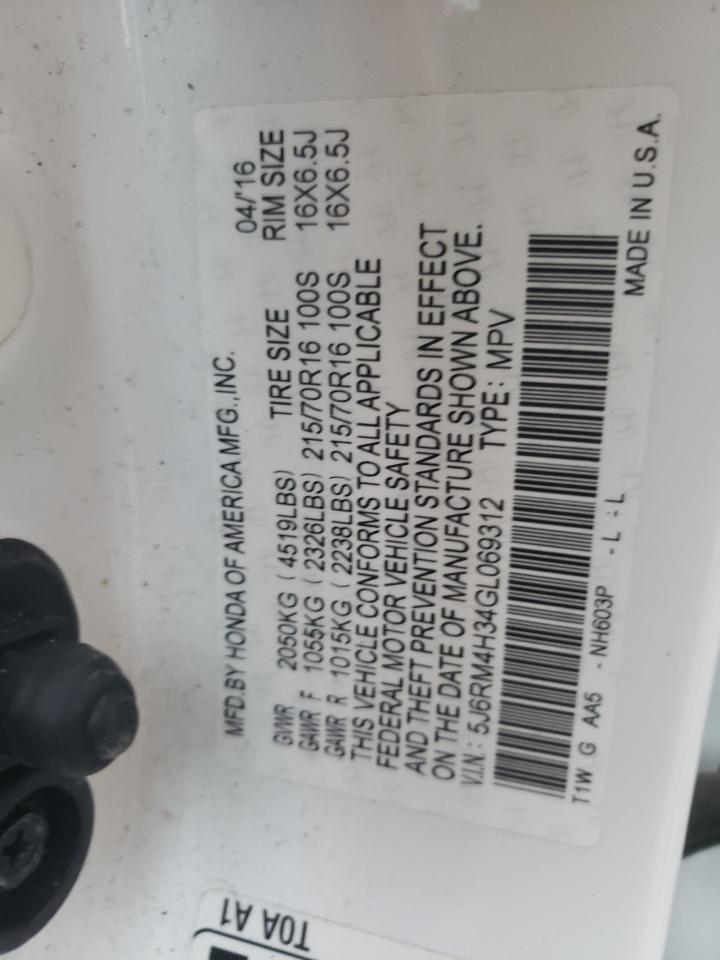 MFD.BY HONDA OF AMERICA MFG.,INC. 04/'16
GVWR 2050KG ( 4519LBS) TIRE SIZE RIM SIZE
GAWR F 1055KG ( 2326LBS) 215/70R16 100S 16X6.5J
GAWR R 1015KG ( 2238LBS) 215/70R16 100S 16X6.5J
THIS VEHICLE CONFORMS TO ALL APPLICABLE
FEDERAL MOTOR VEHICLE SAFETY
AND THEFT PREVENTION STANDARDS IN EFFECT
ON THE DATE OF MANUFACTURE SHOWN ABOVE.
V.I.N.: 5J6RM4H34GL069312 TYPE: MPV
T1W G AA5 - NH603P -L -:- L
MADE IN U.S.A.
T0A A1